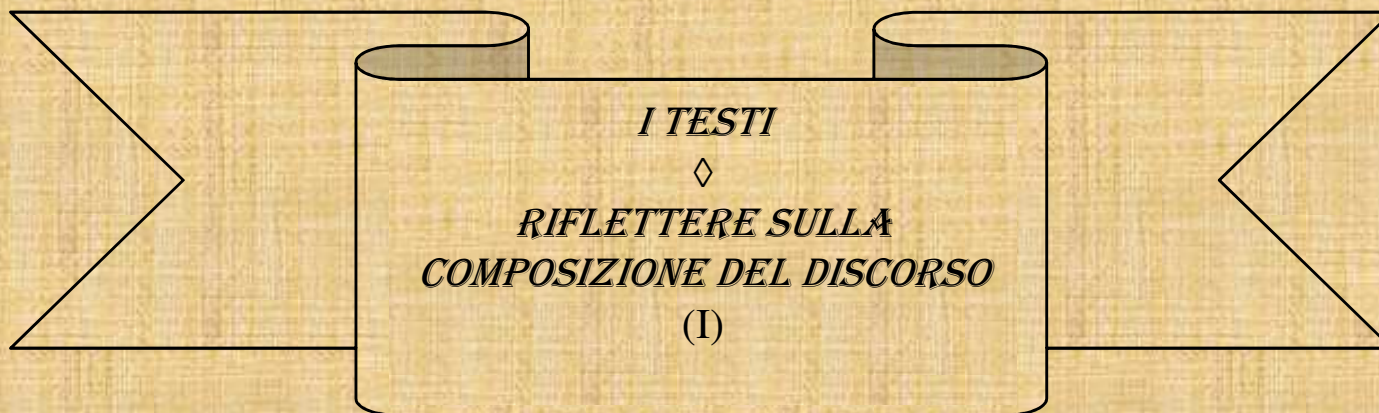 I TESTI
◊
RIFLETTERE SULLA
COMPOSIZIONE DEL DISCORSO
(I)